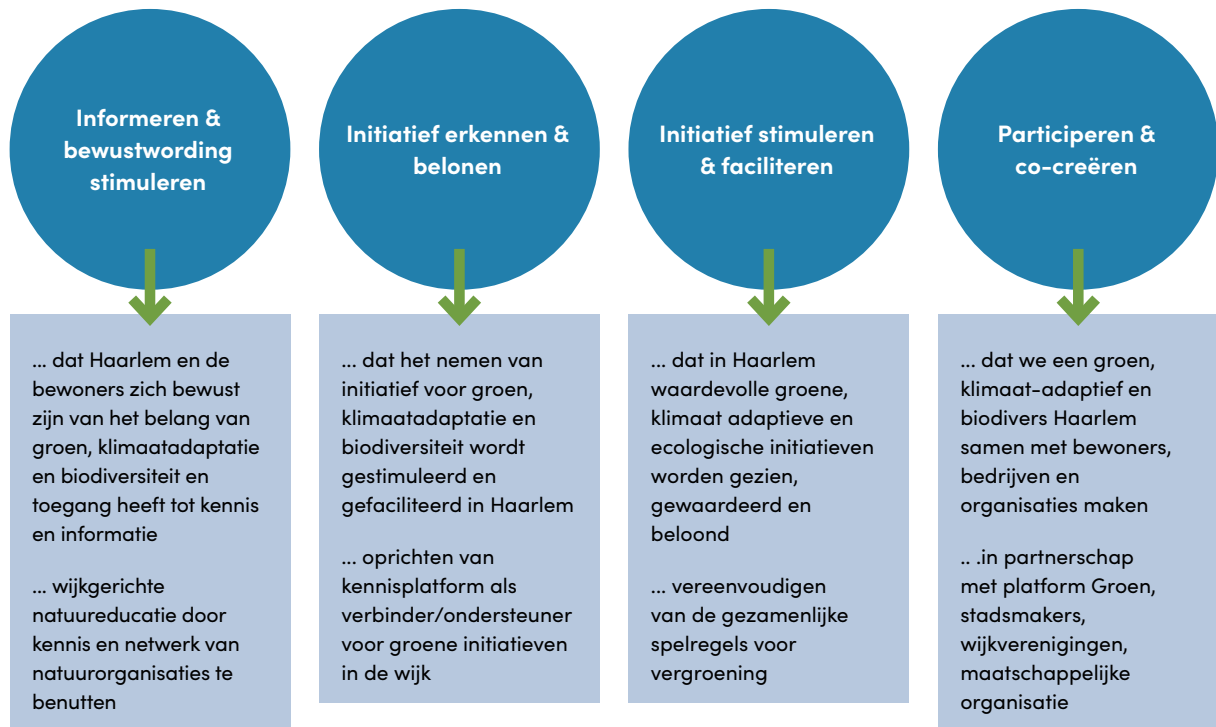 Informeren &
bewustwording
stimuleren
... dat Haarlem en de
bewoners zich bewust
zijn van het belang van
groen, klimaatadaptatie
en biodiversiteit en
toegang heeft tot kennis
en informatie
... wijkgerichte
natuureducatie door
kennis en netwerk van
natuurorganisaties te
benutten
Initiatief erkennen &
belonen
... dat het nemen van
initiatief voor groen,
klimaatadaptatie en
biodiversiteit wordt
gestimuleerd en
gefaciliteerd in Haarlem
... oprichten van
kennisplatform als
verbinder/ondersteuner
voor groene initiatieven
in de wijk
Initiatief stimuleren
& faciliteren
... dat in Haarlem
waardevolle groene,
klimaat adaptieve en
ecologische initiatieven
worden gezien,
gewaardeerd en
beloond
... vereenvoudigen
van de gezamenlijke
spelregels voor
vergroening
Participeren &
co-creëren
... dat we een groen,
klimaat-adaptief en
biodivers Haarlem
samen met bewoners,
bedrijven en
organisaties maken
.. .in partnerschap
met platform Groen,
stadsmakers,
wijkverenigingen,
maatschappelijke
organisatie